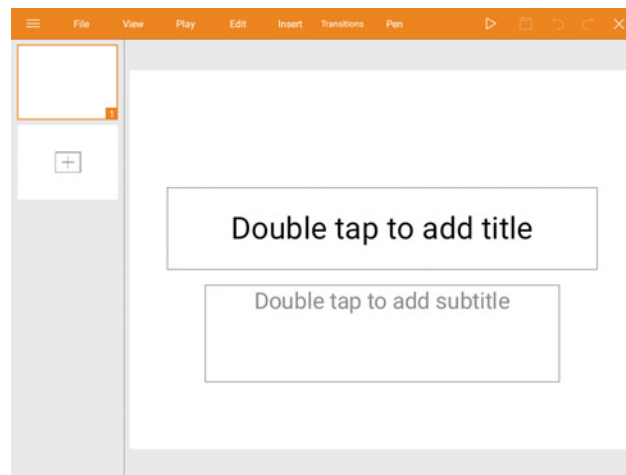 File View Play Edit Insert Transitions Pen
1
Double tap to add title
Double tap to add subtitle